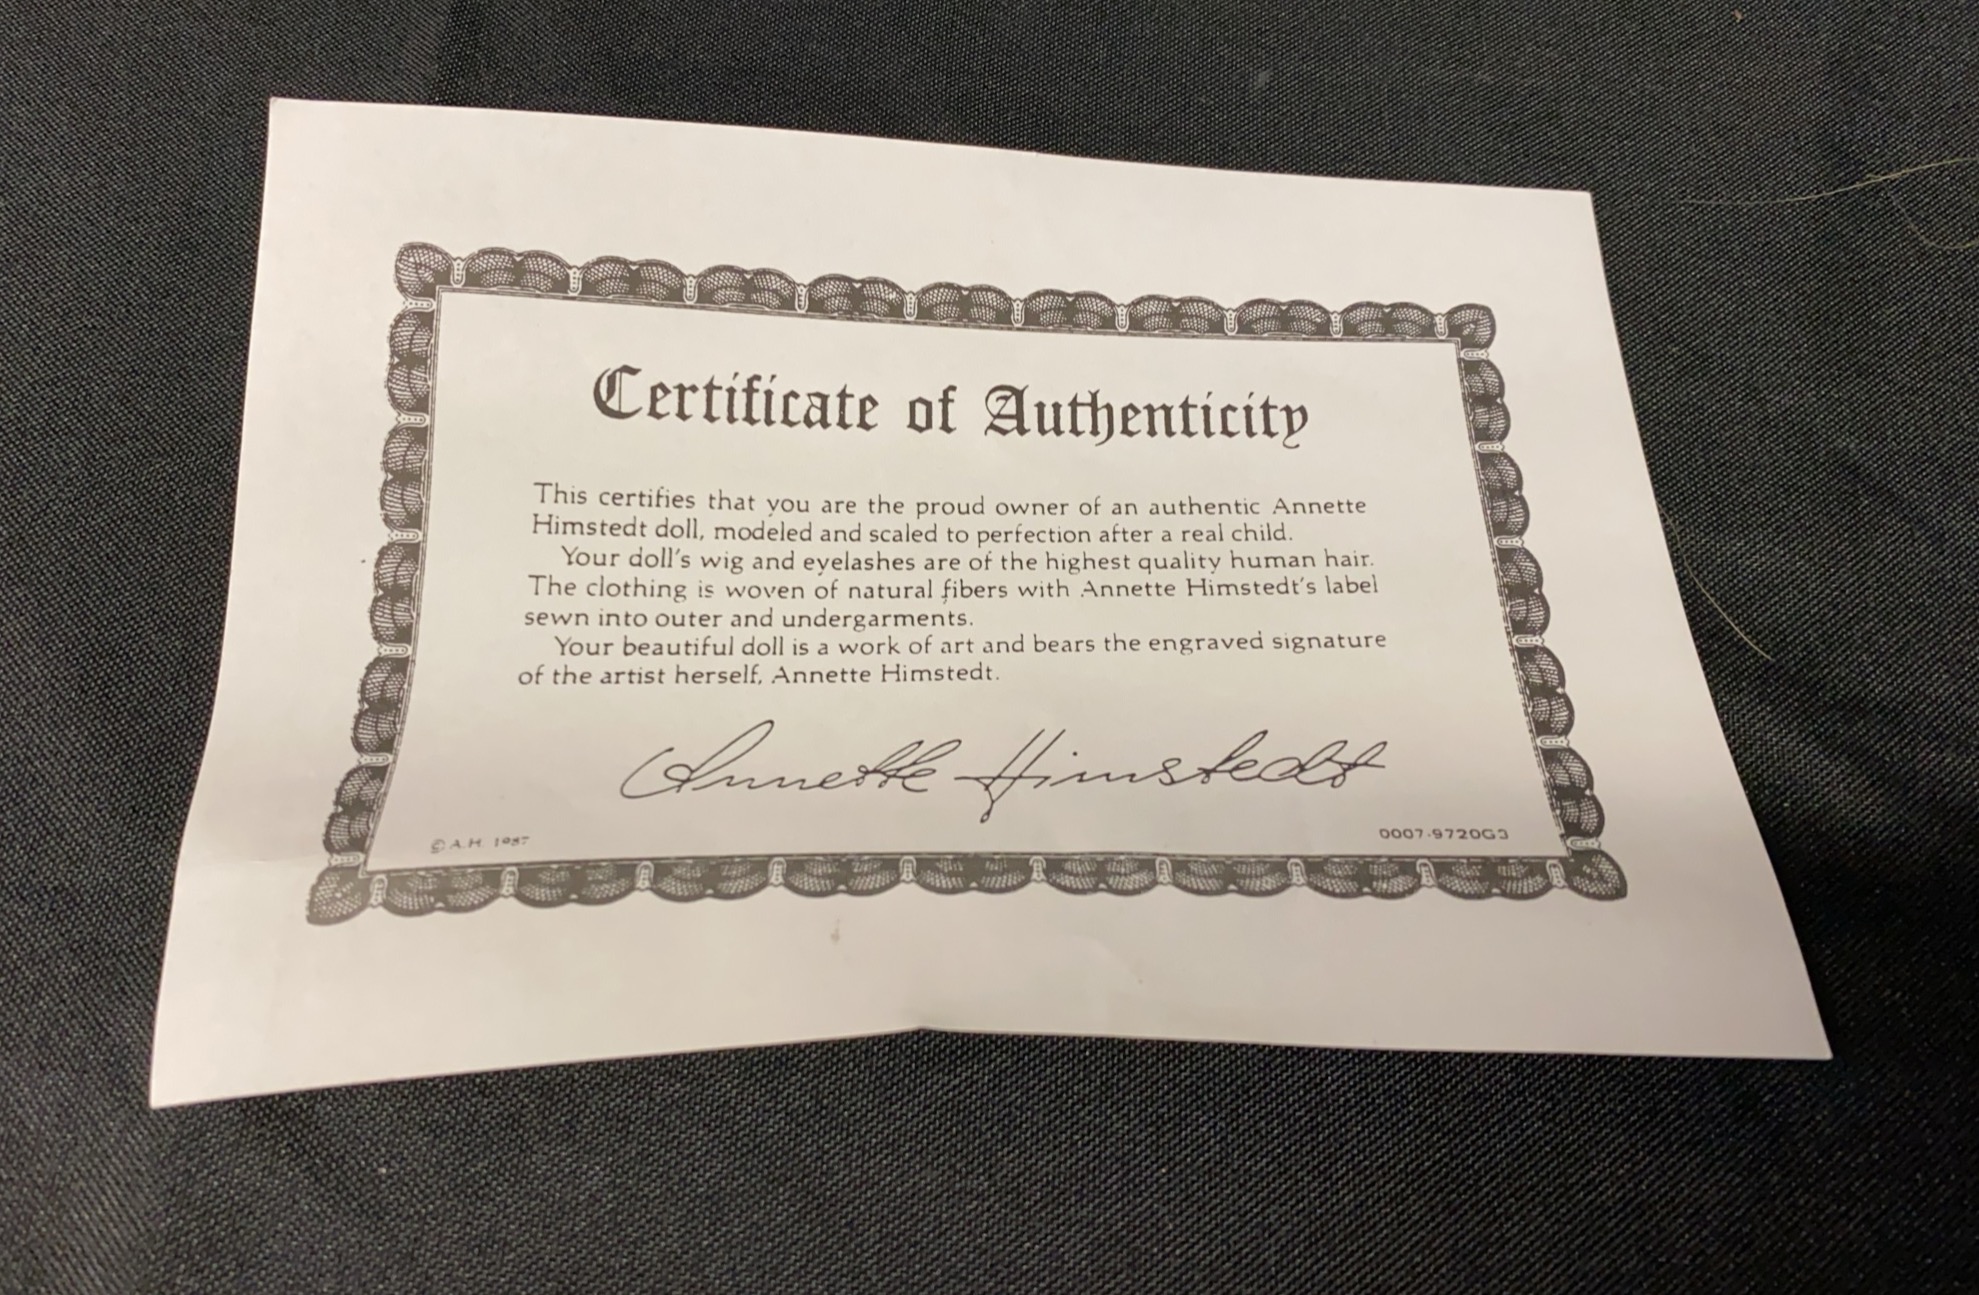 Certificate of Authenticity
This certifies that you are the proud owner of an authentic Annette
Himstedt doll, modeled and scaled to perfection after a real child.
Your doll's wig and eyelashes are of the highest quality human hair.
The clothing is woven of natural fibers with Annette Himstedt's label
sewn into outer and undergarments.
Your beautiful doll is a work of art and bears the engraved signature
of the artist herself, Annette Himstedt.
Annette Himstedt
© A.H. 1987
0007-9720G3